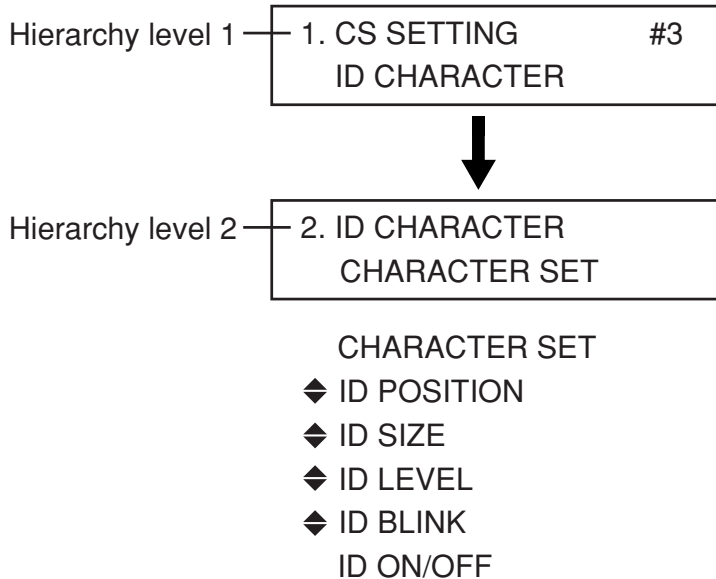 Hierarchy level 1
1. CS SETTING #3
ID CHARACTER
Hierarchy level 2
2. ID CHARACTER
CHARACTER SET
CHARACTER SET
ID POSITION
ID SIZE
ID LEVEL
ID BLINK
ID ON/OFF